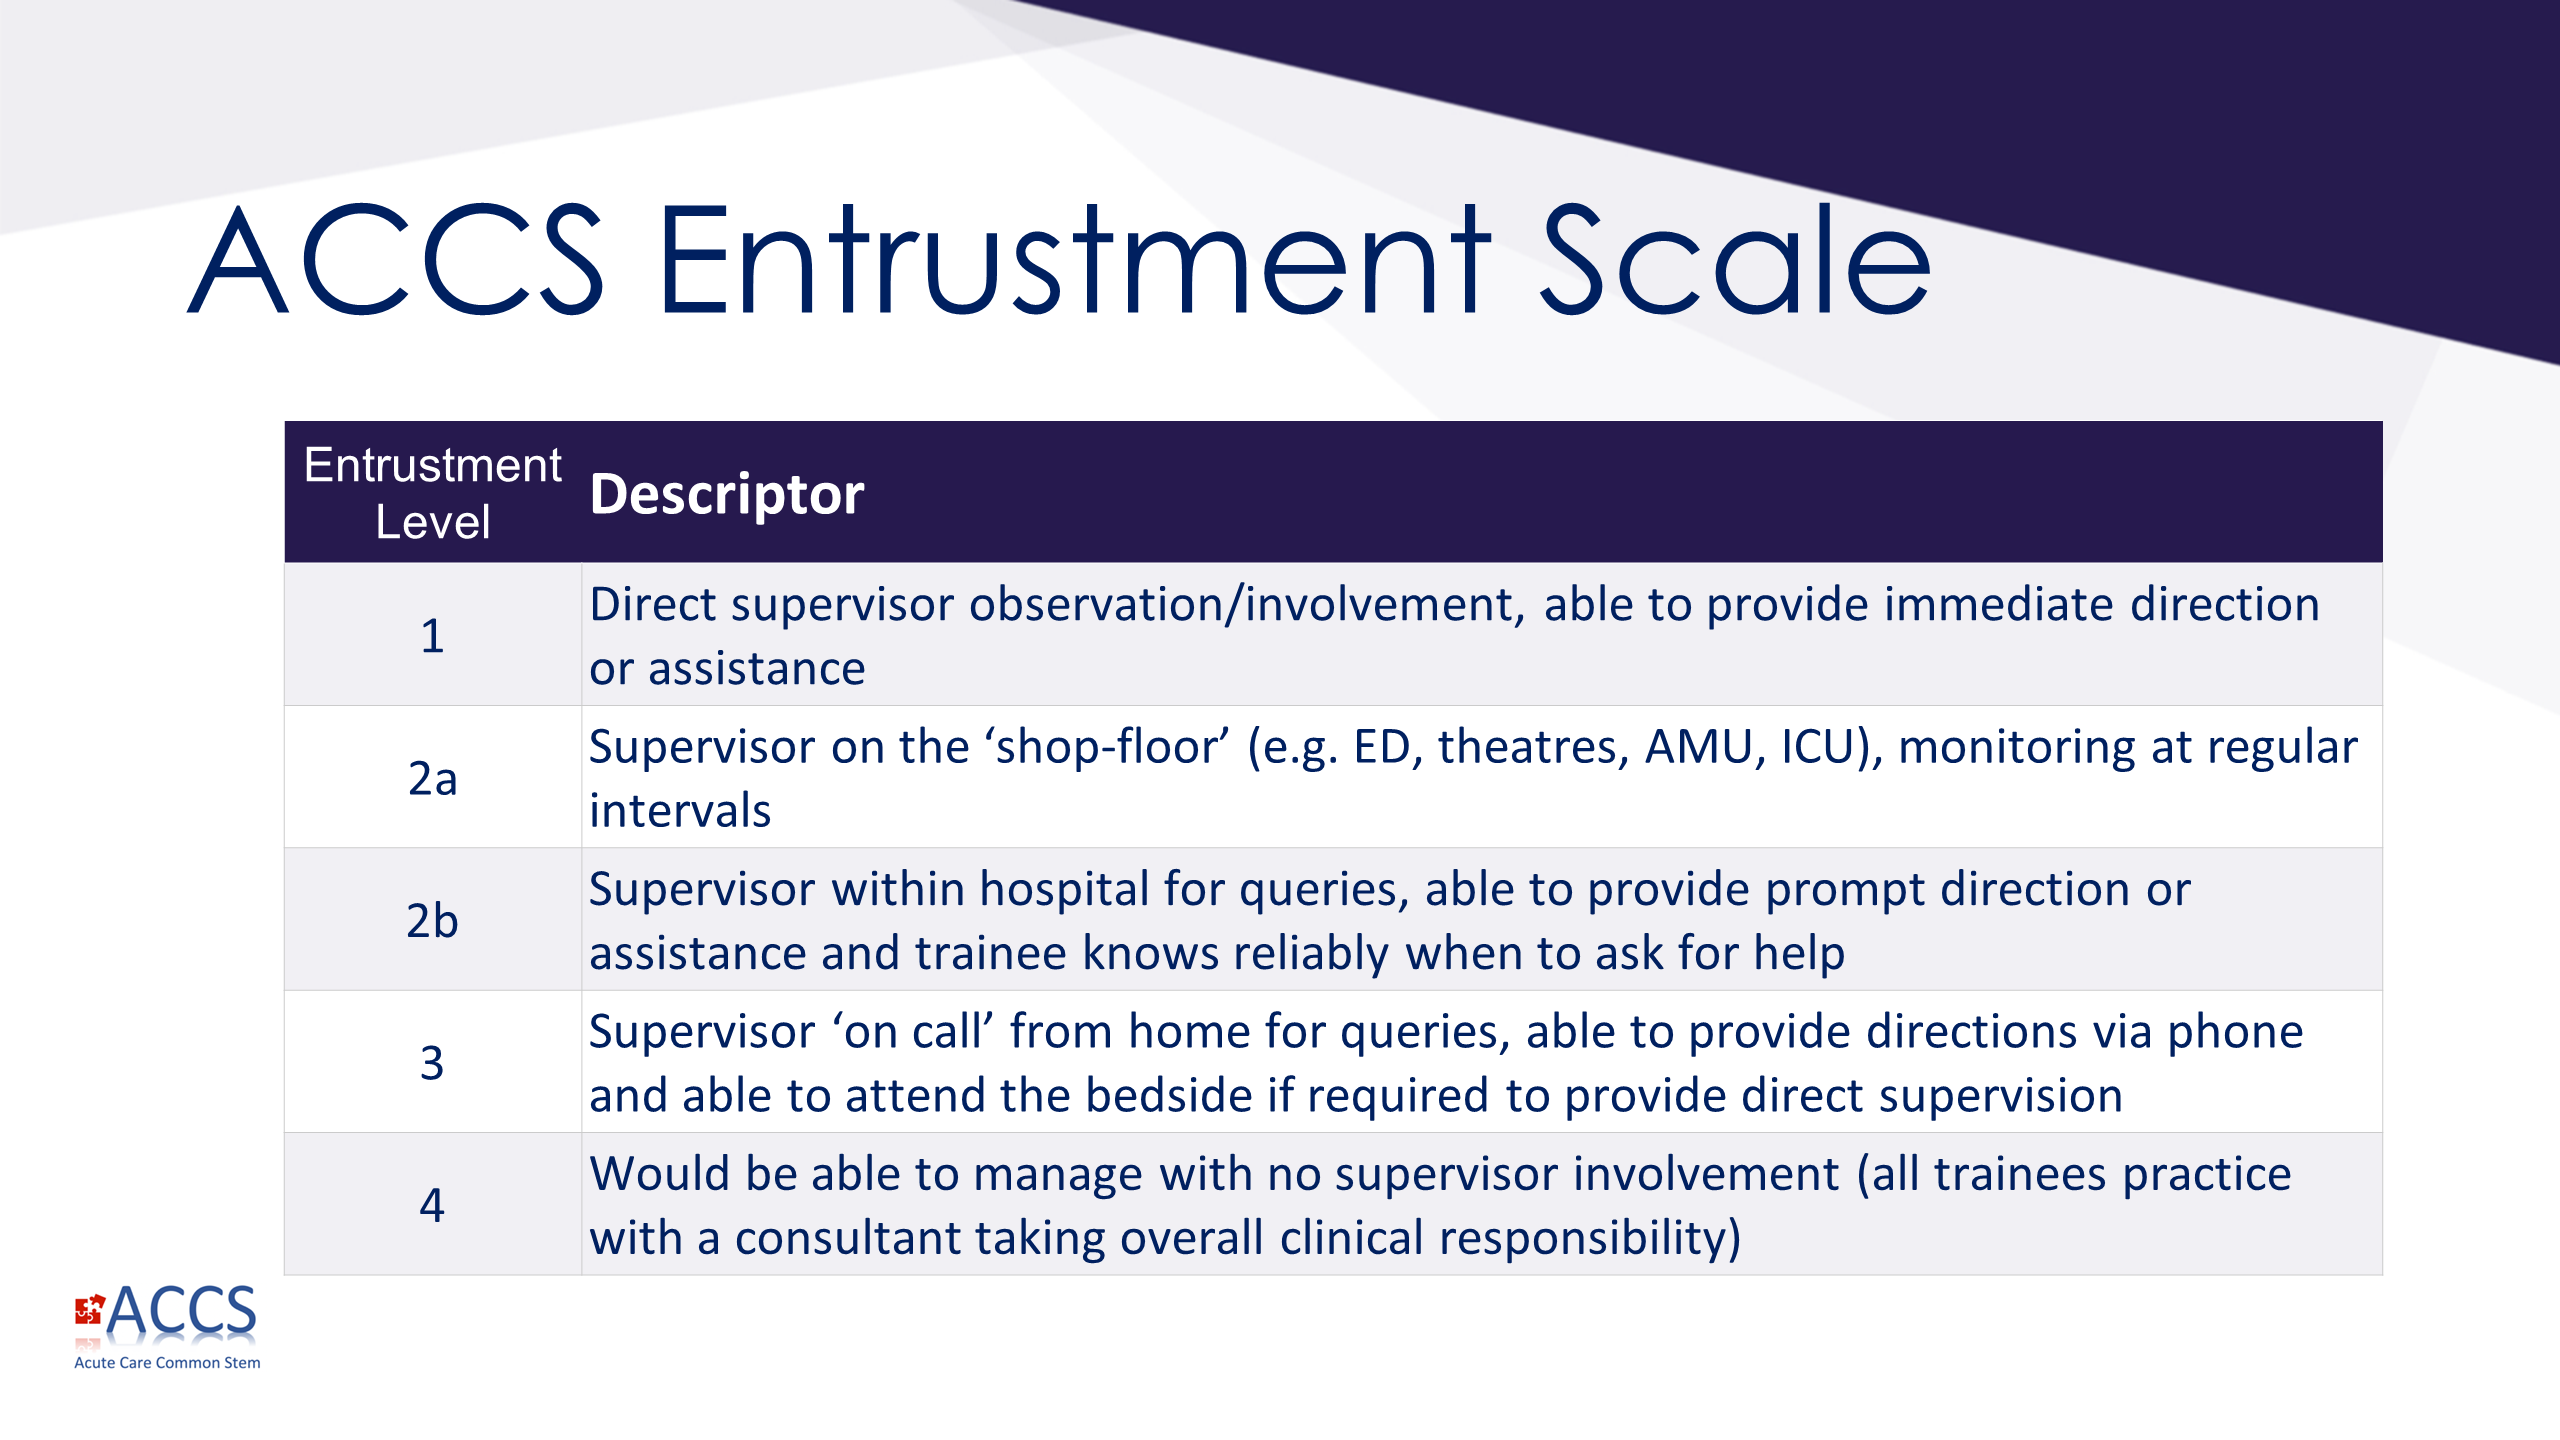 ACCS Entrustment Scale
Entrustment
Level
Descriptor
1
Direct supervisor observation/involvement, able to provide immediate direction
or assistance
2a
Supervisor on the ‘shop-floor’ (e.g. ED, theatres, AMU, ICU), monitoring at regular
intervals
2b
Supervisor within hospital for queries, able to provide prompt direction or
assistance and trainee knows reliably when to ask for help
3
Supervisor ‘on call’ from home for queries, able to provide directions via phone
and able to attend the bedside if required to provide direct supervision
4
Would be able to manage with no supervisor involvement (all trainees practice
with a consultant taking overall clinical responsibility)
ACCS
Acute Care Common Stem